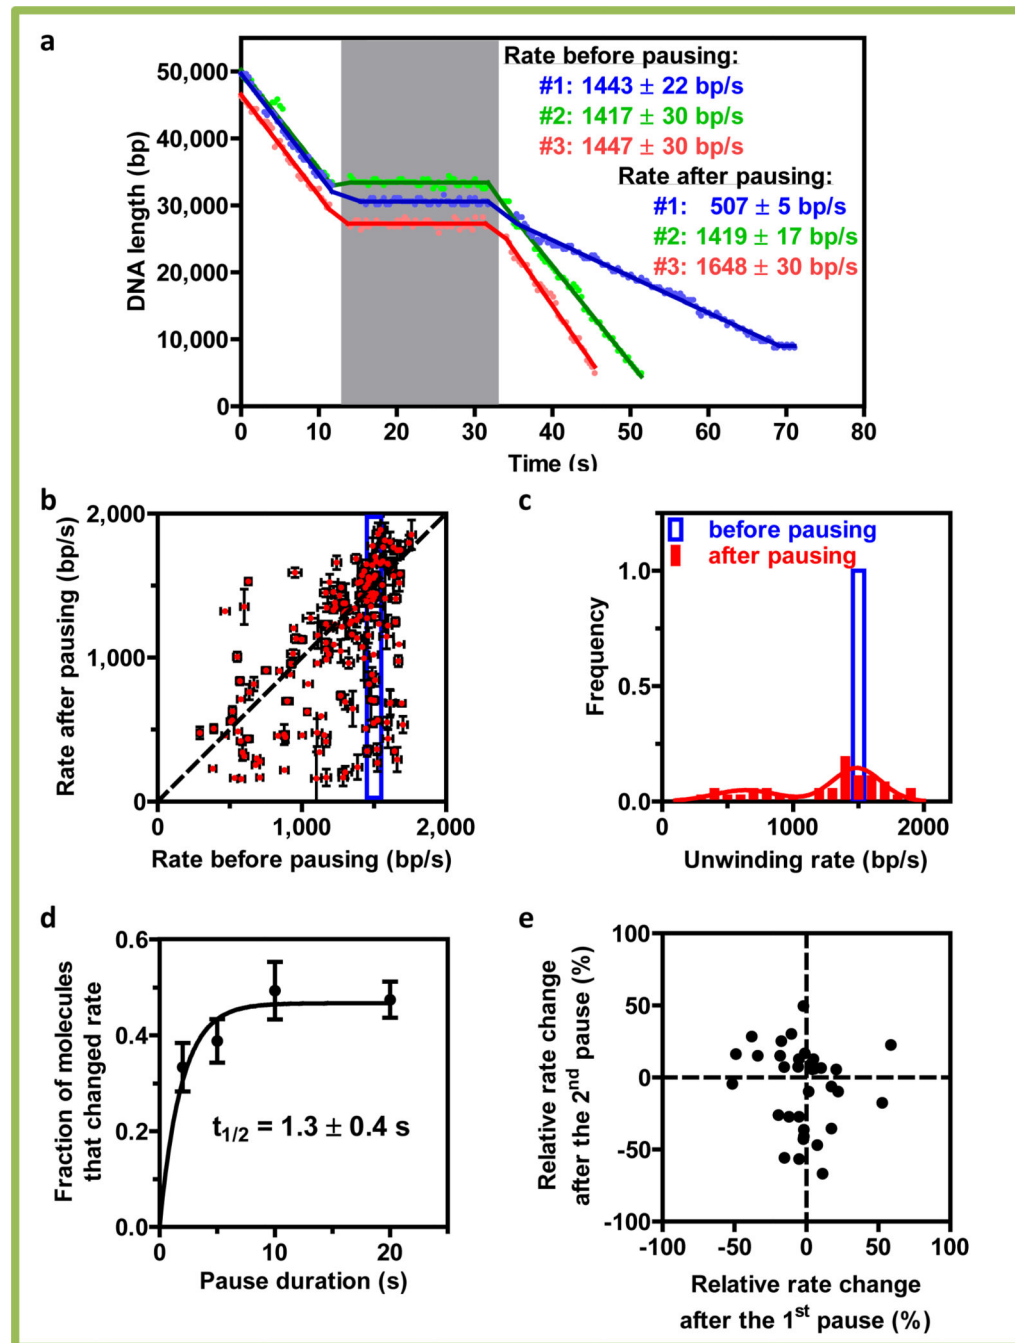 a
DNA length (bp)
50,000
40,000
30,000
20,000
10,000
0
0 10 20 30 40 50 60 70 80
Time (s)
Rate before pausing:
#1: 1443 ± 22 bp/s
#2: 1417 ± 30 bp/s
#3: 1447 ± 30 bp/s
Rate after pausing:
#1: 507 ± 5 bp/s
#2: 1419 ± 17 bp/s
#3: 1648 ± 30 bp/s
b
Rate after pausing (bp/s)
2,000
1,000
0
0 1,000 2,000
Rate before pausing (bp/s)
c
before pausing
after pausing
Frequency
1.0
0.5
0.0
0 1000 2000
Unwinding rate (bp/s)
d
Fraction of molecules
that changed rate
0.6
0.4
0.2
0.0
t1/2 = 1.3 ± 0.4 s
0 10 20
Pause duration (s)
e
Relative rate change
after the 2nd pause (%)
100
50
0
-50
-100
-100 -50 0 50 100
Relative rate change
after the 1st pause (%)